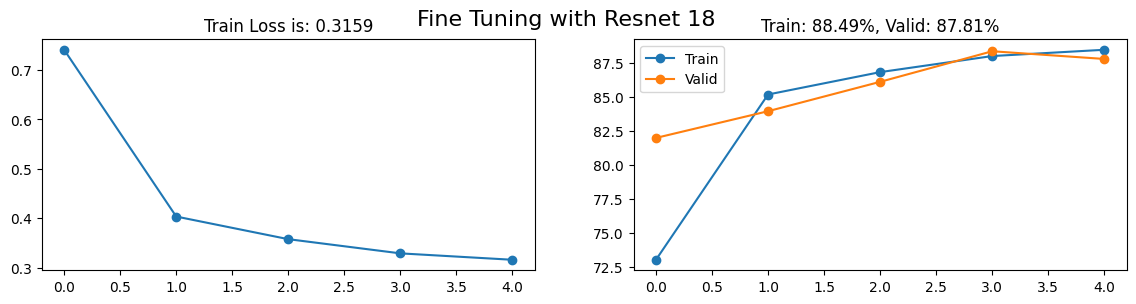 Fine Tuning with Resnet 18
Train Loss is: 0.3159
0.7
0.6
0.5
0.4
0.3
0.0 0.5 1.0 1.5 2.0 2.5 3.0 3.5 4.0
Train: 88.49%, Valid: 87.81%
Train
Valid
87.5
85.0
82.5
80.0
77.5
75.0
72.5
0.0 0.5 1.0 1.5 2.0 2.5 3.0 3.5 4.0